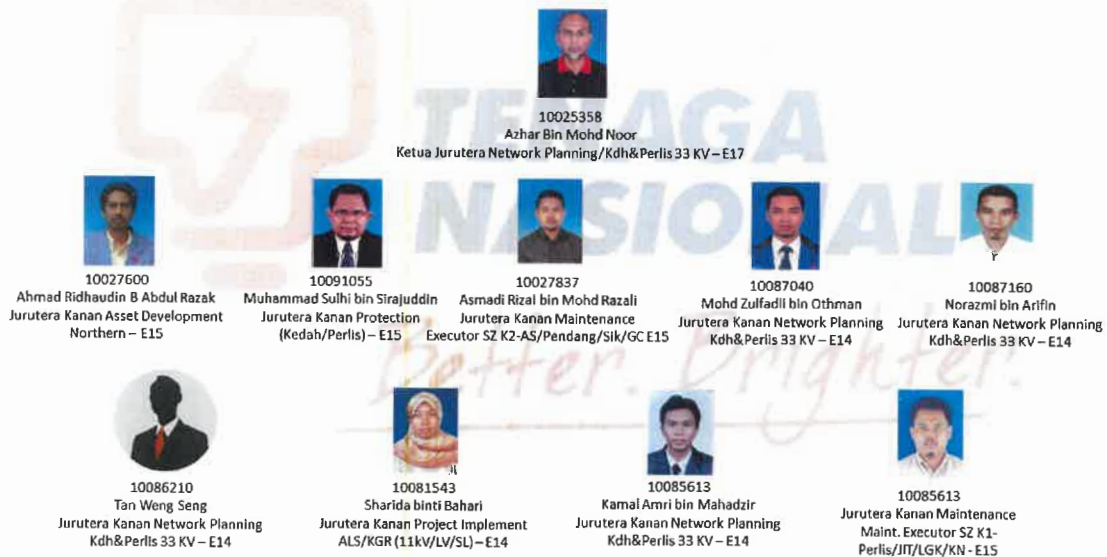 TENAGA
NASIONAL
Better. Brighter.
10025358
Azhar Bin Mohd Noor
Ketua Jurutera Network Planning/Kdh&Perlis 33 KV – E17
10027600
Ahmad Ridhaudin B Abdul Razak
Jurutera Kanan Asset Development
Northern – E15
10091055
Muhammad Sulhi bin Sirajuddin
Jurutera Kanan Protection
(Kedah/Perlis) – E15
10027837
Asmadi Rizal bin Mohd Razali
Jurutera Kanan Maintenance
Executor SZ K2-AS/Pendang/Sik/GC E15
10087040
Mohd Zulfadli bin Othman
Jurutera Kanan Network Planning
Kdh&Perlis 33 KV – E14
10087160
Norazmi bin Arifin
Jurutera Kanan Network Planning
Kdh&Perlis 33 KV – E14
10086210
Tan Weng Seng
Jurutera Kanan Network Planning
Kdh&Perlis 33 KV – E14
10081543
Sharida binti Bahari
Jurutera Kanan Project Implement
ALS/KGR (11kV/LV/SL) – E14
10085613
Kamal Amri bin Mahadzir
Jurutera Kanan Network Planning
Kdh&Perlis 33 KV – E14
10085613
Jurutera Kanan Maintenance
Maint. Executor SZ K1-
Perlis/JIT/LGK/KN - E15